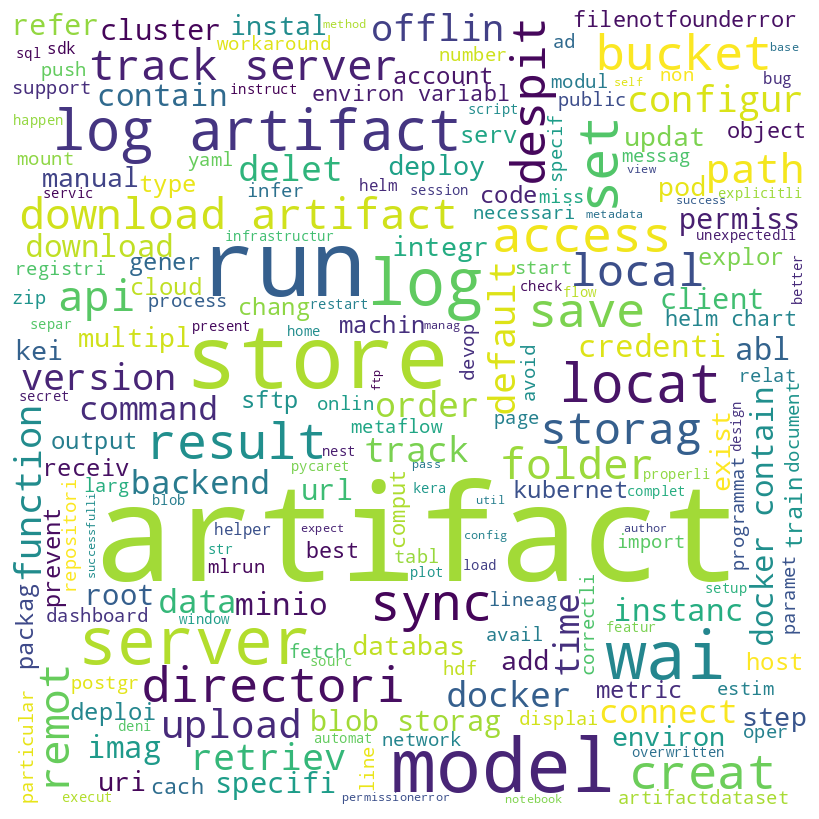 refer
cluster
instal
workaround
method
offlin
filenotfounderror
sql
sdk
push
track server
number
ad
desk
base
support
instruct
account
bucket
modul
non
self
bug
contain
environ variabl
despit
public
configur
happen
log artifact
script
serv
specif
set
updat
object
mount
yaml
delet
deploy
messag
path
view
servic
manual
type
infer
helm
session
code
miss
pod
explicitli
success
download artifact
necessari
metadata
permiss
infrastructur
access
unexpectedli
download
run
integr
start
local
explor
registri
gener
log
default
check
flow
better
zip
cloud
process
api
restart
save
client
separ
present
chang
home
manag
devop
avoid
helm chart
kei
multipl
machin
store
credenti
abl
version
ftp
locat
relat
secret
sftp
onlin
order
page
command
metaflow
function
output
result
track
storag
exist
document
design
receiv
nest
pycaret
pass
folder
properli
larg
backend
url
kubernet
complet
programmat
train
docker contain
repositori
successfulli
blob
kera
util
comput
artifact
prevent
helper
expect
config
author
import
str
best
tabl
load
mlrun
plot
packag
root
data
minio
sync
lineag
setup
paramet
dashboard
window
time
correctli
instanc
server
fetch
sourc
databas
avail
add
wai
featur
host
remot
postgr
directori
hdf
docker
metric
estim
particular
deploi
deni
upload
blob storag
displai
connect
step
imag
automat
network
environ
oper
overwritten
retriev
line
model
creat
uri
cach
specifi
execut
permissionerror
notebook
artifactdataset